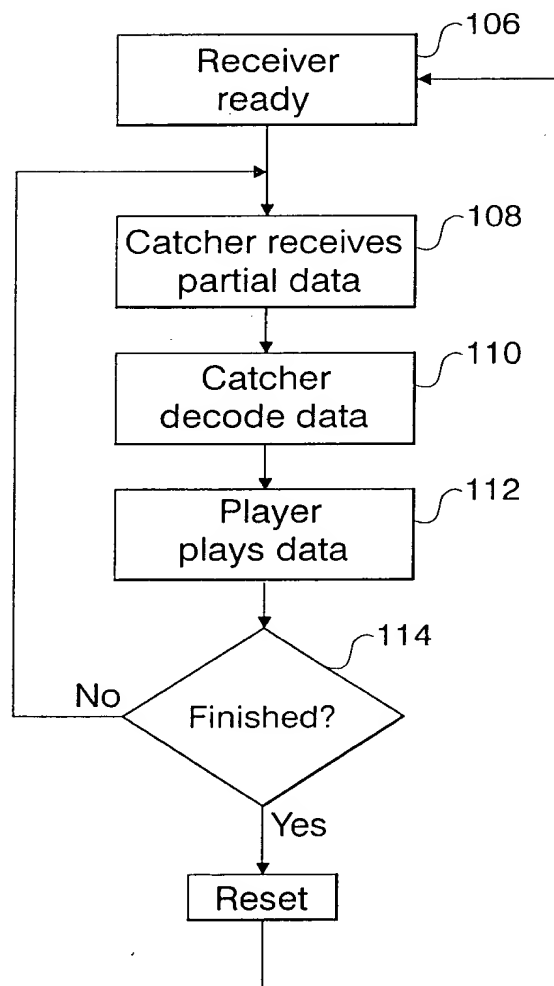 106
Receiver
ready
108
Catcher receives
partial data
110
Catcher
decode data
112
Player
plays data
114
No
Finished?
Yes
Reset